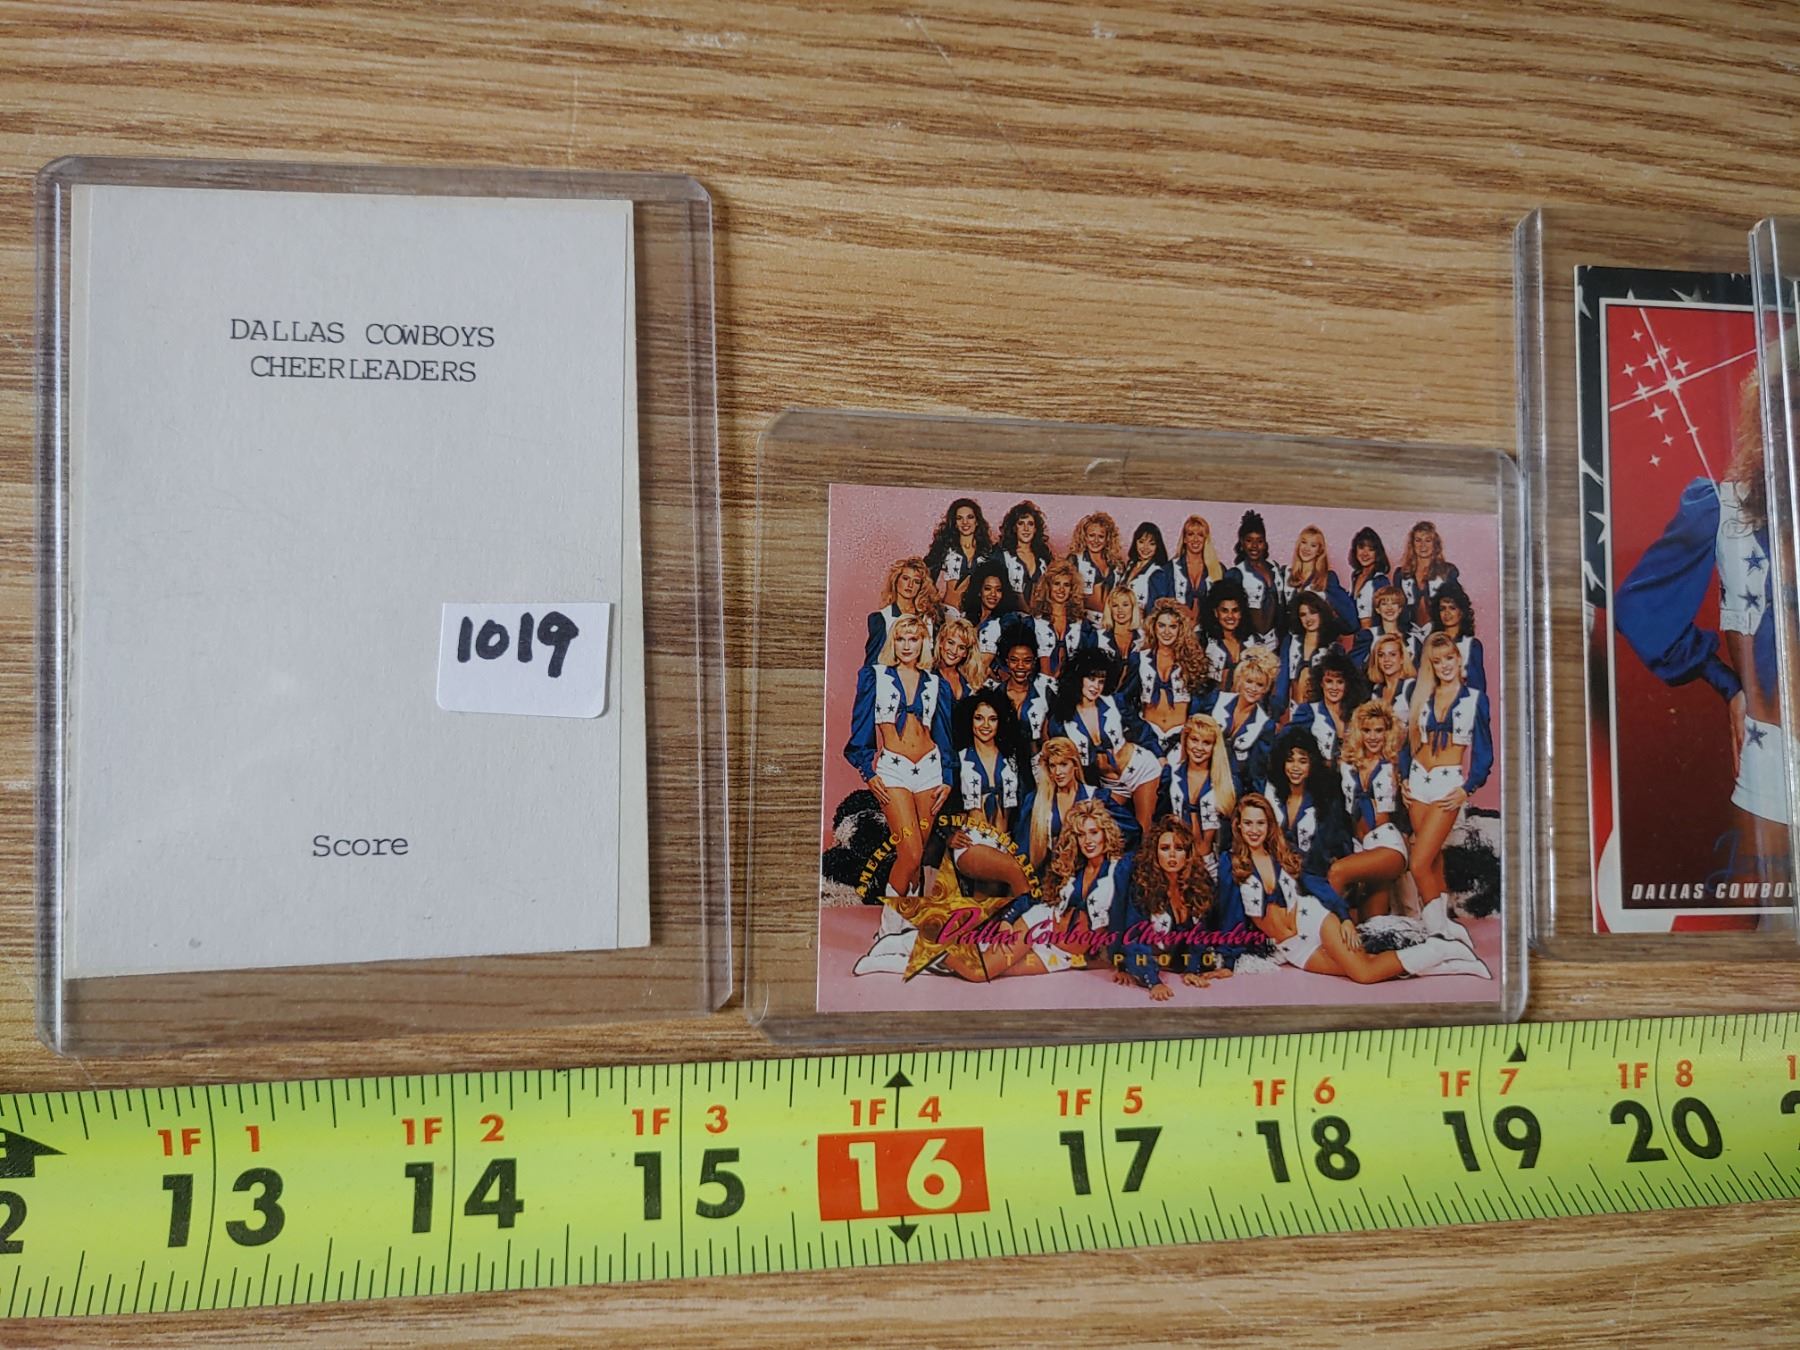 DALLAS COWBOYS
CHEERLEADERS
1019
Score
AMERICA'S SWEETHEARTS
Dallas Cowboys Cheerleaders
TEAM PHOTO
DALLAS COWBOY
1F 1 1F 2 1F 3 1F 4 1F 5 1F 6 1F 7 1F 8
2 13 14 15 16 17 18 19 20